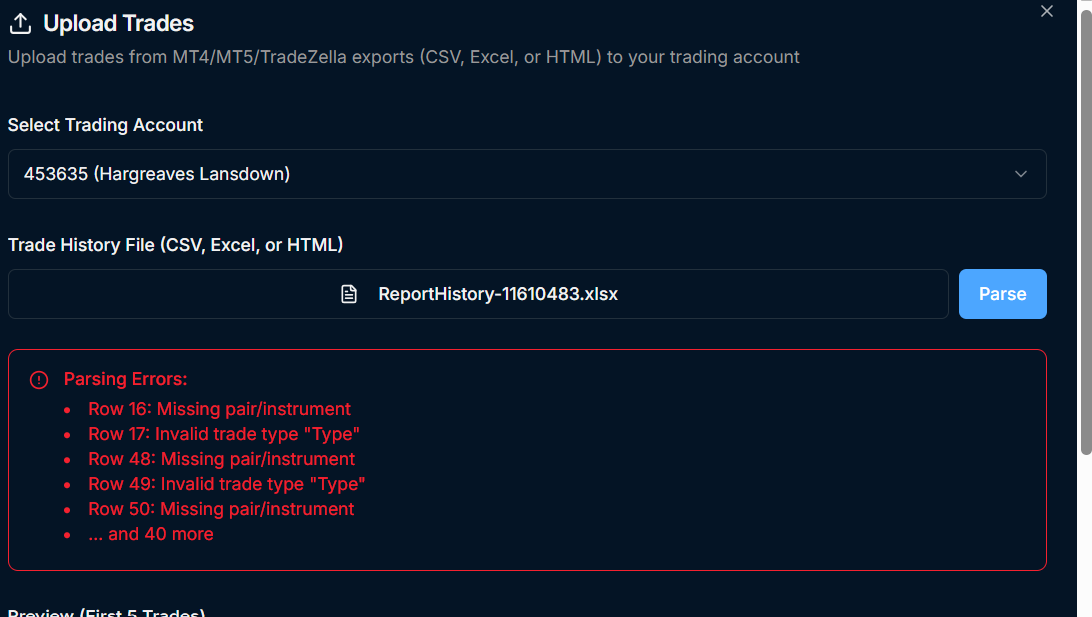 Upload Trades
Upload trades from MT4/MT5/TradeZella exports (CSV, Excel, or HTML) to your trading account
Select Trading Account
453635 (Hargreaves Lansdown)
Trade History File (CSV, Excel, or HTML)
ReportHistory-11610483.xlsx
Parse
Parsing Errors:
• Row 16: Missing pair/instrument
• Row 17: Invalid trade type "Type"
• Row 48: Missing pair/instrument
• Row 49: Invalid trade type "Type"
• Row 50: Missing pair/instrument
• ... and 40 more
Preview (First 5 Trades)